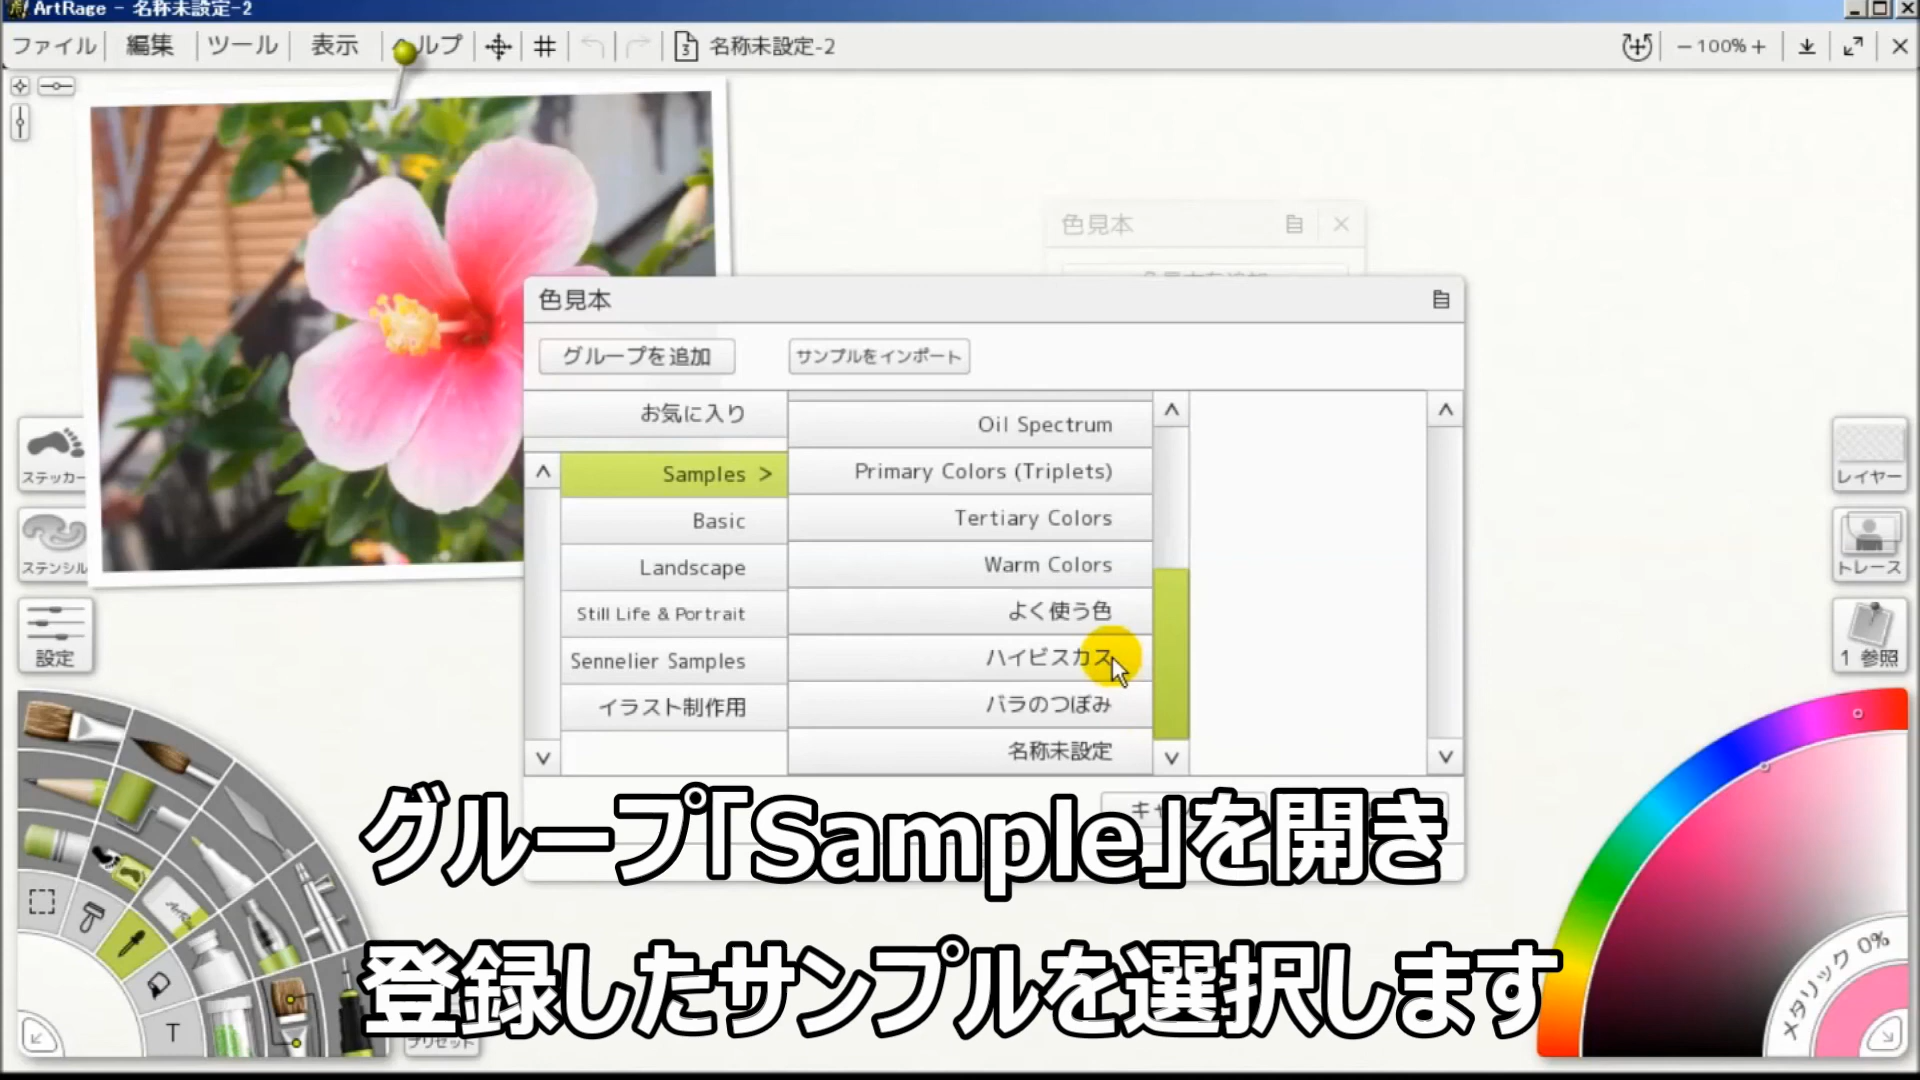 ArtRage - 名称未設定-2
ファイル 編集 ツール 表示 ヘルプ 3 名称未設定-2 －100%＋
色見本
色見本
グループを追加 サンプルをインポート
お気に入り
Samples >
Basic
Landscape
Still Life & Portrait
Sennelier Samples
イラスト制作用
Oil Spectrum
Primary Colors (Triplets)
Tertiary Colors
Warm Colors
よく使う色
ハイビスカス
バラのつぼみ
名称未設定
ステッカー
ステンシル
設定
レイヤー
トレース
1 参照
グループ「Sample」を開き
登録したサンプルを選択します
メタリック 0%
T
プリセット